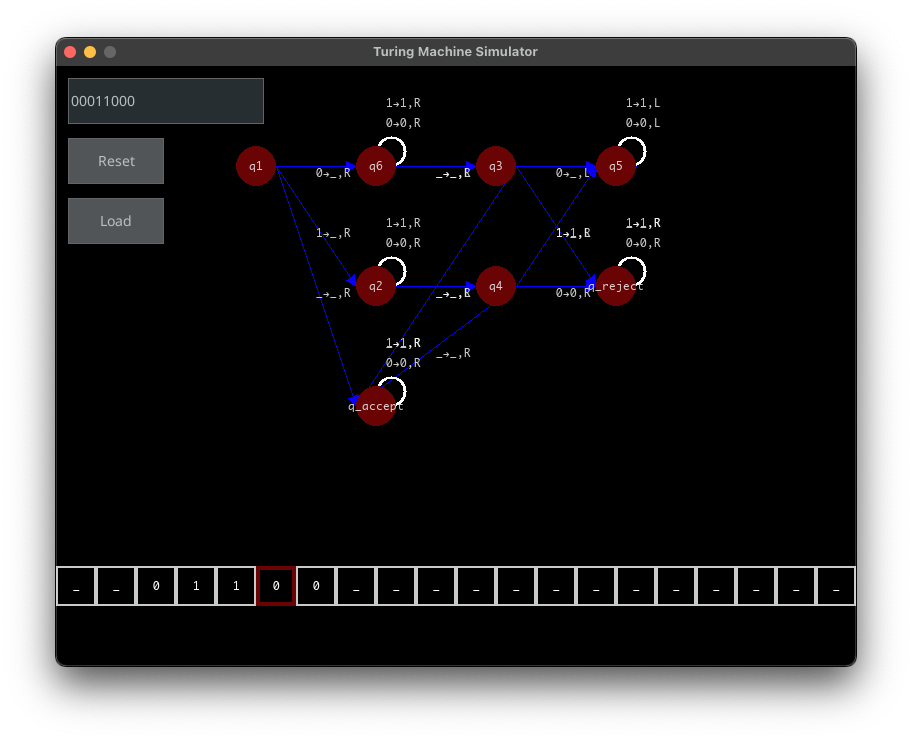 Turing Machine Simulator
00011000
Reset
Load
1→1,R
0→0,R
1→1,L
0→0,L
q1
q6
q3
q5
0→_,R
_→_,
0→_,L
1→_,R
1→1,R
0→0,R
1→1,
1→1,R
0→0,R
q2
q4
q_reject
_→_,R
_→_,
0→0,R
1→1,R
0→0,R
_→_,R
q_accept
_ _ 0 1 1 0 0 _ _ _ _ _ _ _ _ _ _ _ _ _